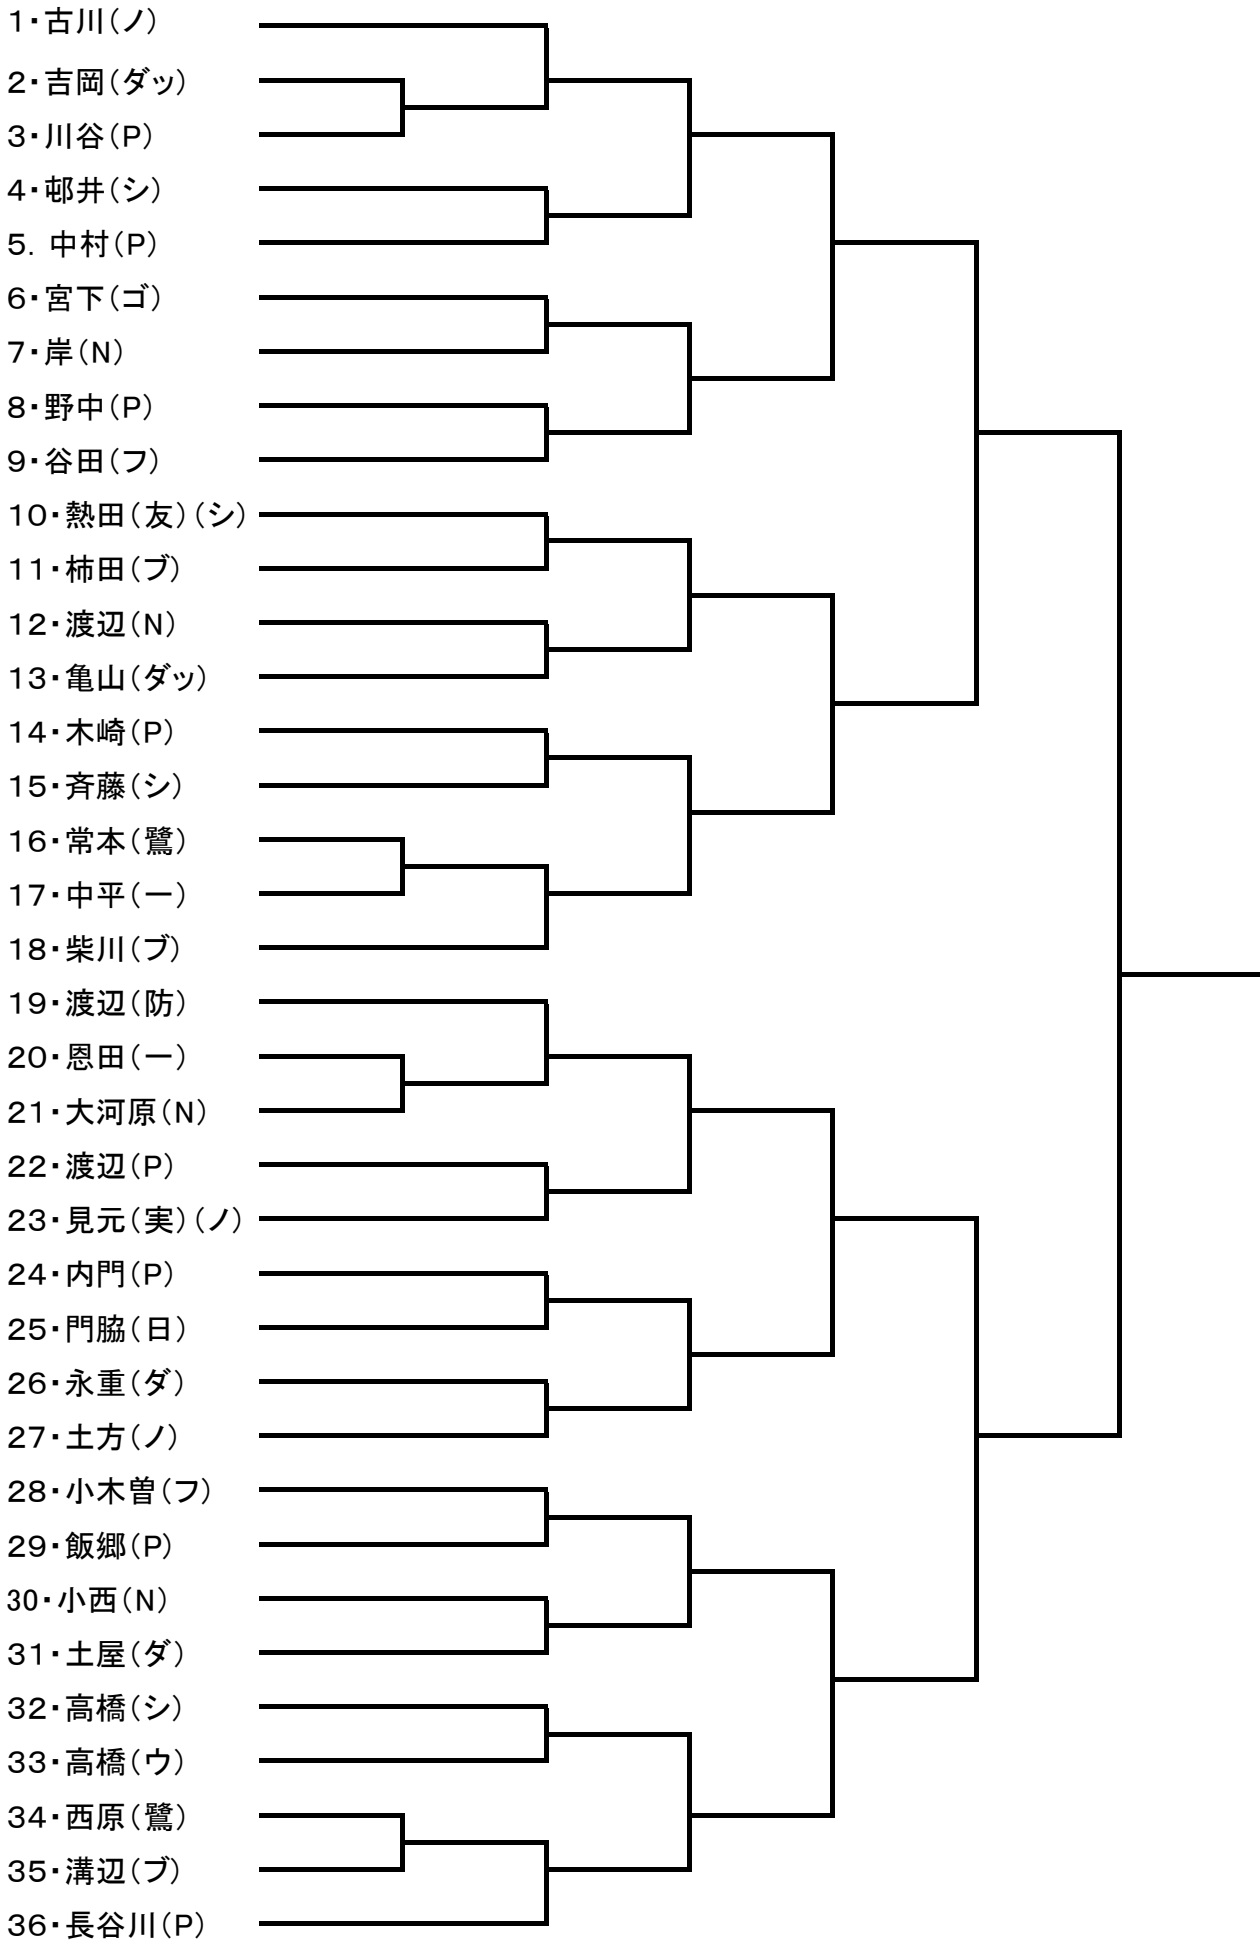 1・古川(ノ)
2・吉岡(ダッ)
3・川谷(P)
4・邨井(シ)
5. 中村(P)
6・宮下(ゴ)
7・岸(N)
8・野中(P)
9・谷田(フ)
10・熱田(友)(シ)
11・柿田(ブ)
12・渡辺(N)
13・亀山(ダッ)
14・木崎(P)
15・斉藤(シ)
16・常本(鷺)
17・中平(一)
18・柴川(ブ)
19・渡辺(防)
20・恩田(一)
21・大河原(N)
22・渡辺(P)
23・見元(実)(ノ)
24・内門(P)
25・門脇(日)
26・永重(ダ)
27・土方(ノ)
28・小木曽(フ)
29・飯郷(P)
30・小西(N)
31・土屋(ダ)
32・高橋(シ)
33・高橋(ウ)
34・西原(鷺)
35・溝辺(ブ)
36・長谷川(P)